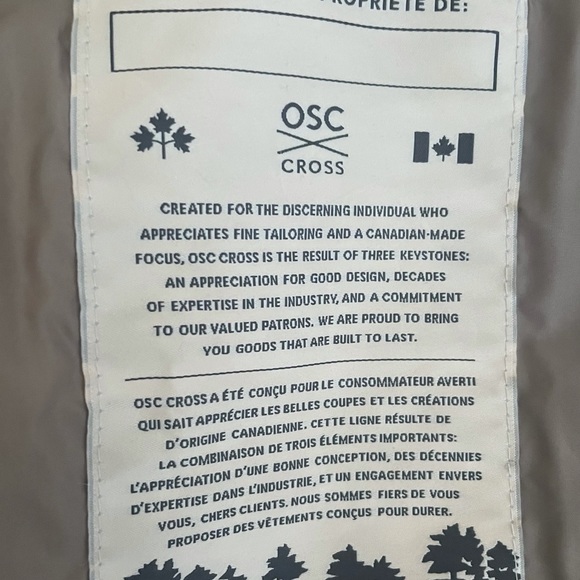 PROPRIÉTÉ DE:
OSC
CROSS
CREATED FOR THE DISCERNING INDIVIDUAL WHO
APPRECIATES FINE TAILORING AND A CANADIAN-MADE
FOCUS, OSC CROSS IS THE RESULT OF THREE KEYSTONES:
AN APPRECIATION FOR GOOD DESIGN, DECADES
OF EXPERTISE IN THE INDUSTRY, AND A COMMITMENT
TO OUR VALUED PATRONS. WE ARE PROUD TO BRING
YOU GOODS THAT ARE BUILT TO LAST.
OSC CROSS A ÉTÉ CONÇU POUR LE CONSOMMATEUR AVERTI
QUI SAIT APPRÉCIER LES BELLES COUPES ET LES CRÉATIONS
D'ORIGINE CANADIENNE. CETTE LIGNE RÉSULTE DE
LA COMBINAISON DE TROIS ÉLÉMENTS IMPORTANTS:
L'APPRÉCIATION D'UNE BONNE CONCEPTION, DES DÉCENNIES
D'EXPERTISE DANS L'INDUSTRIE, ET UN ENGAGEMENT ENVERS
VOUS, CHERS CLIENTS. NOUS SOMMES FIERS DE VOUS
PROPOSER DES VÊTEMENTS CONÇUS POUR DURER.